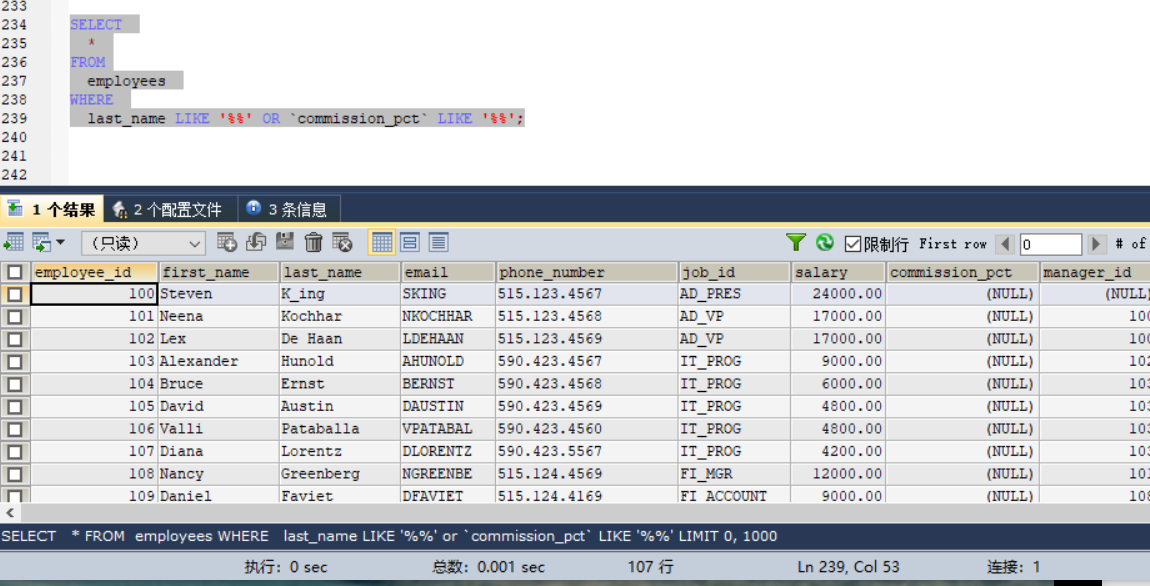 233
234 SELECT
235 *
236 FROM
237 employees
238 WHERE
239 last_name LIKE '%%' OR `commission_pct` LIKE '%%';
240
241
242
1 个结果 2 个配置文件 3 条信息
(只读) 限制行 First row 0 # of
employee_id first_name last_name email phone_number job_id salary commission_pct manager_id
100 Steven K_ing SKING 515.123.4567 AD_PRES 24000.00 (NULL) (NULL)
101 Neena Kochhar NKOCHHAR 515.123.4568 AD_VP 17000.00 (NULL) 100
102 Lex De Haan LDEHAAN 515.123.4569 AD_VP 17000.00 (NULL) 100
103 Alexander Hunold AHUNOLD 590.423.4567 IT_PROG 9000.00 (NULL) 102
104 Bruce Ernst BERNST 590.423.4568 IT_PROG 6000.00 (NULL) 103
105 David Austin DAUSTIN 590.423.4569 IT_PROG 4800.00 (NULL) 103
106 Valli Pataballa VPATABAL 590.423.4560 IT_PROG 4800.00 (NULL) 103
107 Diana Lorentz DLORENTZ 590.423.5567 IT_PROG 4200.00 (NULL) 103
108 Nancy Greenberg NGREENBE 515.124.4569 FI_MGR 12000.00 (NULL) 101
109 Daniel Faviet DFAVIET 515.124.4169 FI_ACCOUNT 9000.00 (NULL) 108
SELECT * FROM employees WHERE last_name LIKE '%%' or `commission_pct` LIKE '%%' LIMIT 0, 1000
执行: 0 sec 总数: 0.001 sec 107 行 Ln 239, Col 53 连接: 1